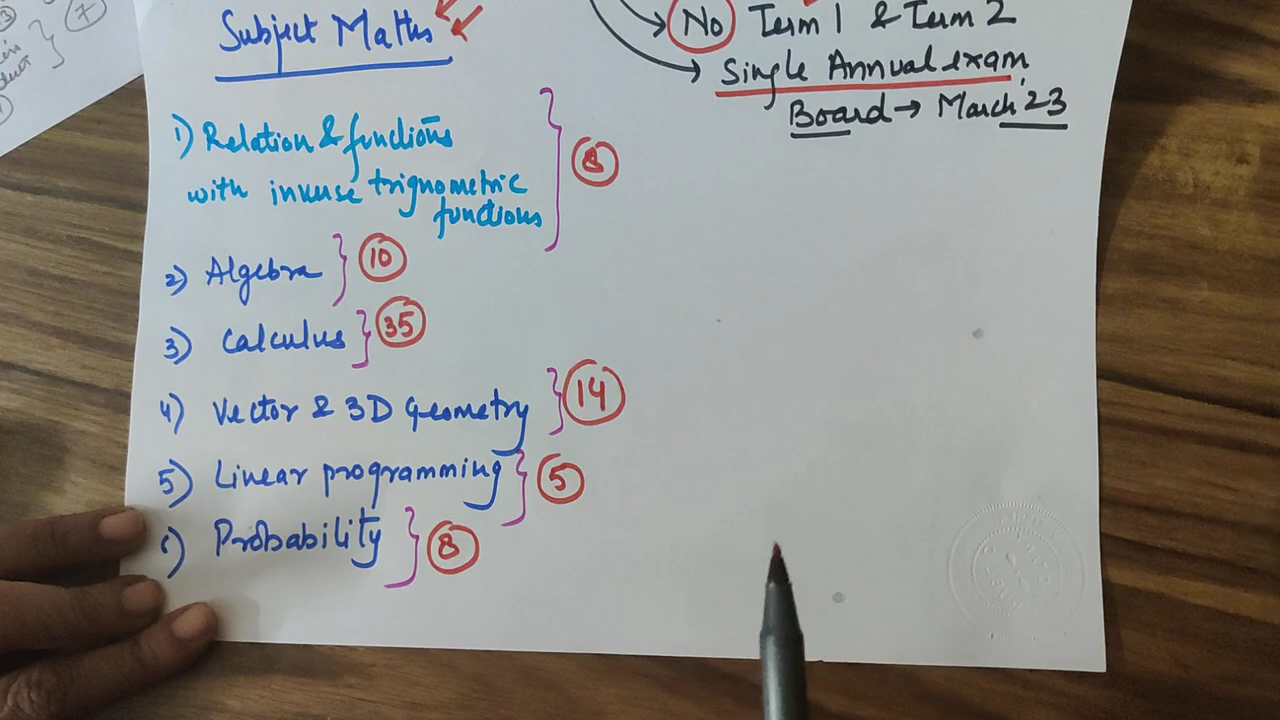 Subject Maths
No Term 1 & Term 2
Single Annual exam
Board → March '23
1) Relation & functions
with inverse trignometric
functions } 8
2) Algebra } 10
3) Calculus } 35
4) Vector & 3D Geometry } 14
5) Linear programming } 5
Probability } 8
7